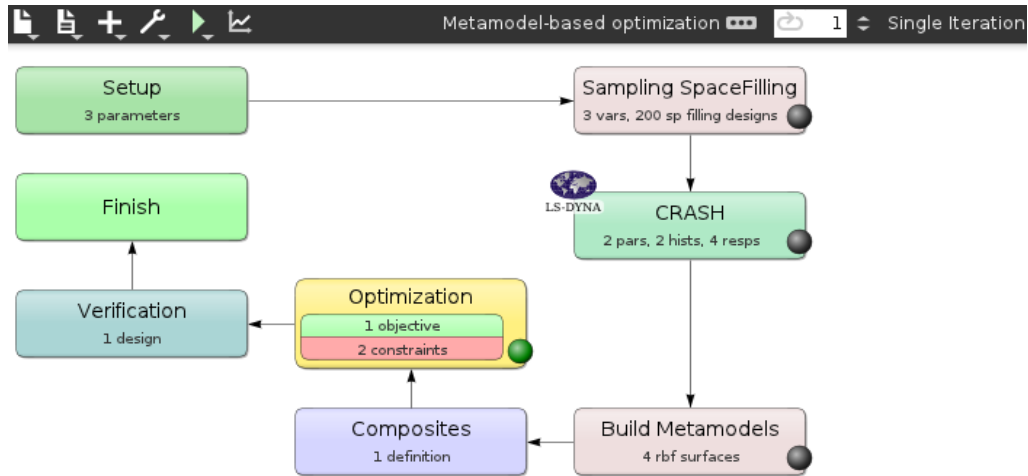 Metamodel-based optimization 1 Single Iteration
Setup
3 parameters
Sampling SpaceFilling
3 vars, 200 sp filling designs
LS-DYNA
CRASH
2 pars, 2 hists, 4 resps
Finish
Optimization
1 objective
2 constraints
Verification
1 design
Composites
1 definition
Build Metamodels
4 rbf surfaces